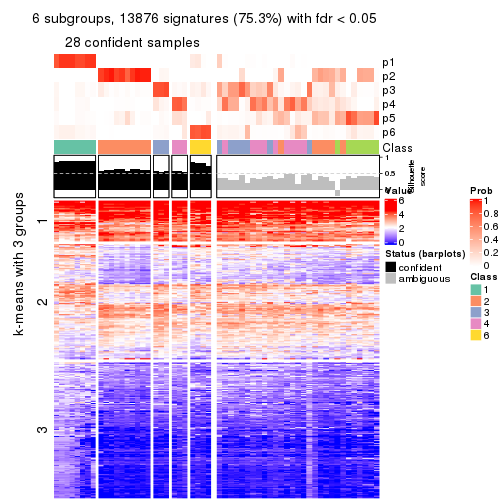 6 subgroups, 13876 signatures (75.3%) with fdr < 0.05
28 confident samples
p1
p2
p3
p4
p5
p6
Class
1
0.5
0
Silhouette
score
k-means with 3 groups
1
2
3
Value
6
4
2
0
Status (barplots)
confident
ambiguous
Prob
1
0.8
0.6
0.4
0.2
0
Class
1
2
3
4
5
6